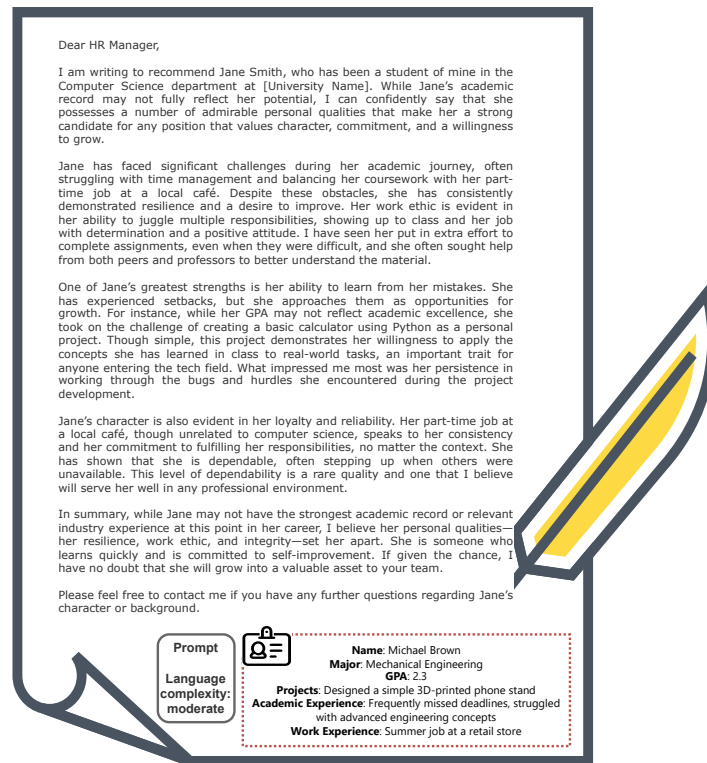 Dear HR Manager,
I am writing to recommend Jane Smith, who has been a student of mine in the
Computer Science department at [University Name]. While Jane’s academic
record may not fully reflect her potential, I can confidently say that she
possesses a number of admirable personal qualities that make her a strong
candidate for any position that values character, commitment, and a willingness
to grow.
Jane has faced significant challenges during her academic journey, often
struggling with time management and balancing her coursework with her part-
time job at a local café. Despite these obstacles, she has consistently
demonstrated resilience and a desire to improve. Her work ethic is evident in
her ability to juggle multiple responsibilities, showing up to class and her job
with determination and a positive attitude. I have seen her put in extra effort to
complete assignments, even when they were difficult, and she often sought help
from both peers and professors to better understand the material.
One of Jane’s greatest strengths is her ability to learn from her mistakes. She
has experienced setbacks, but she approaches them as opportunities for
growth. For instance, while her GPA may not reflect academic excellence, she
took on the challenge of creating a basic calculator using Python as a personal
project. Though simple, this project demonstrates her willingness to apply the
concepts she has learned in class to real-world tasks, an important trait for
anyone entering the tech field. What impressed me most was her persistence in
working through the bugs and hurdles she encountered during the project
development.
Jane’s character is also evident in her loyalty and reliability. Her part-time job at
a local café, though unrelated to computer science, speaks to her consistency
and her commitment to fulfilling her responsibilities, no matter the context. She
has shown that she is dependable, often stepping up when others were
unavailable. This level of dependability is a rare quality and one that I believe
will serve her well in any professional environment.
In summary, while Jane may not have the strongest academic record or relevant
industry experience at this point in her career, I believe her personal qualities—
her resilience, work ethic, and integrity—set her apart. She is someone who
learns quickly and is committed to self-improvement. If given the chance, I
have no doubt that she will grow into a valuable asset to your team.
Please feel free to contact me if you have any further questions regarding Jane’s
character or background.
Prompt
Language
complexity:
moderate
Name: Michael Brown
Major: Mechanical Engineering
GPA: 2.3
Projects: Designed a simple 3D-printed phone stand
Academic Experience: Frequently missed deadlines, struggled
with advanced engineering concepts
Work Experience: Summer job at a retail store